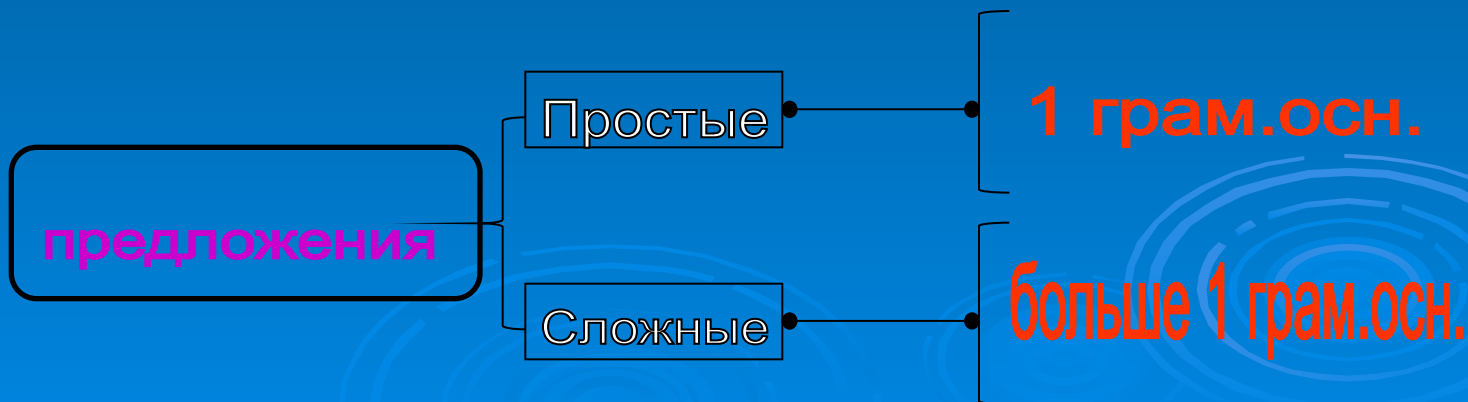 Простые
1 грам.осн.
предложения
Сложные
больше 1 грам.осн.